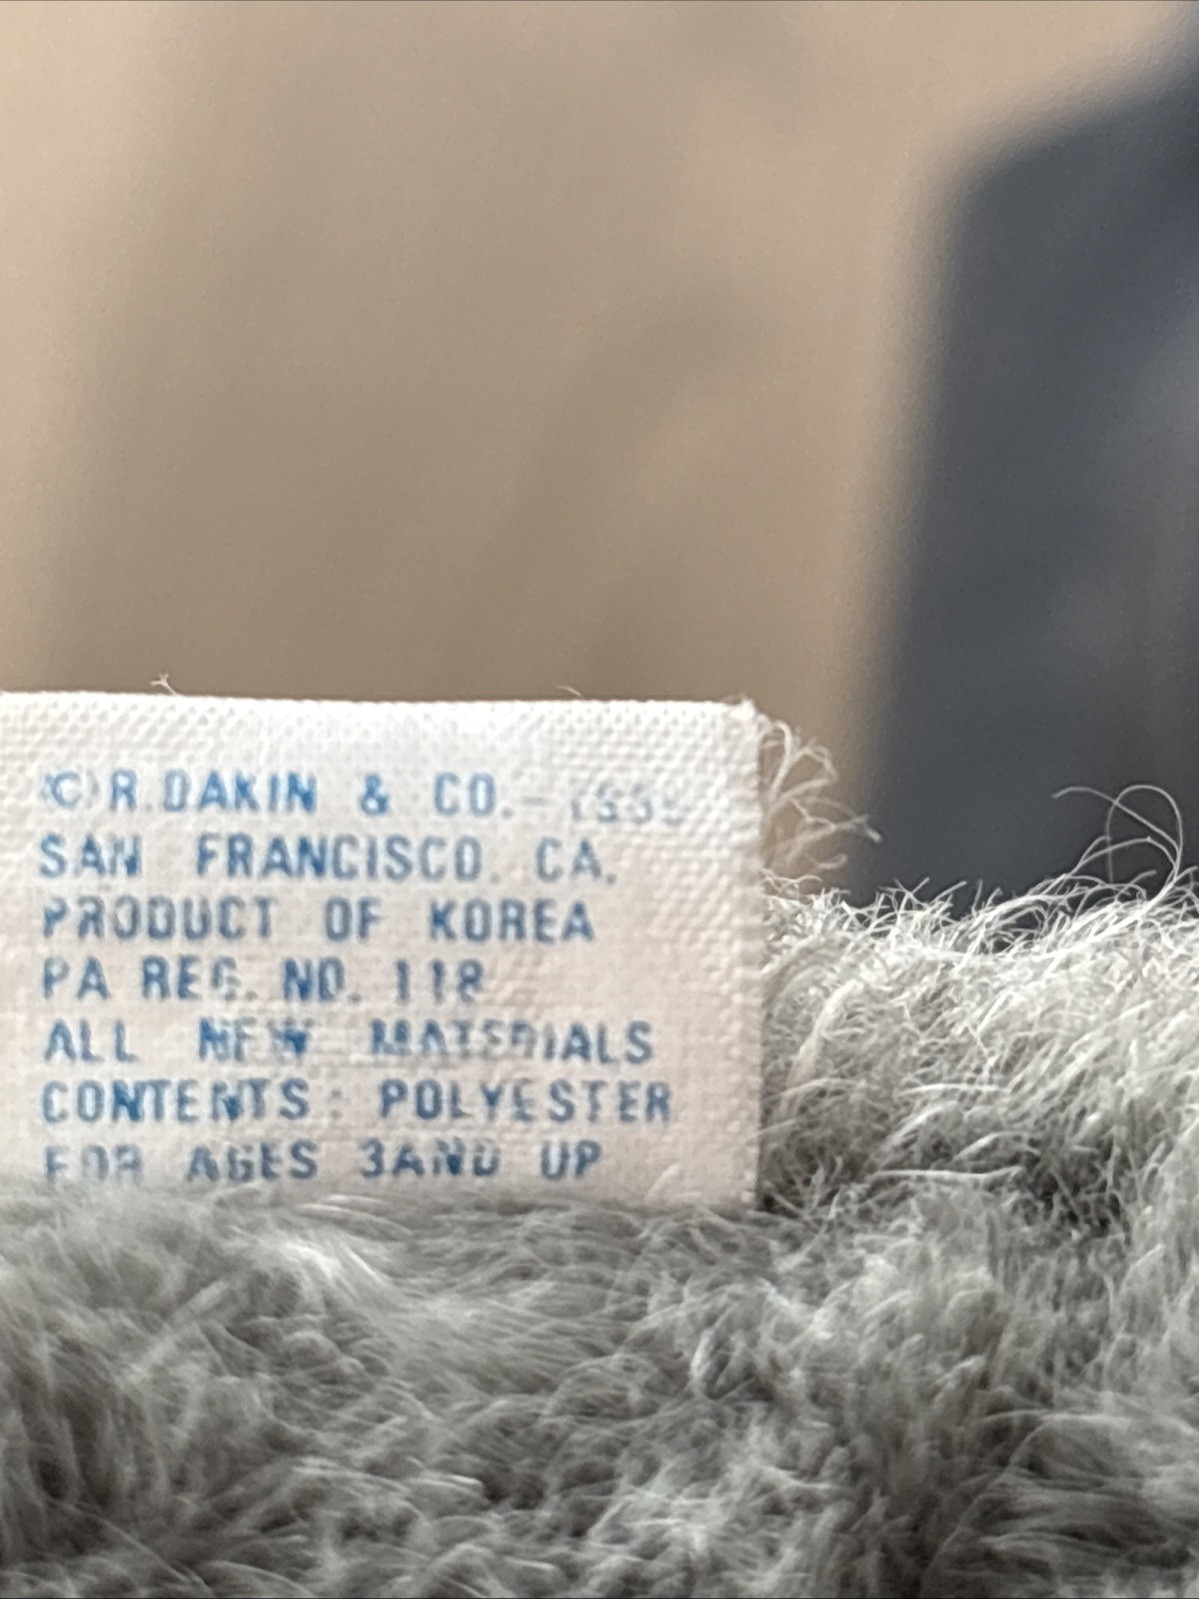 ©R.DAKIN & CO.-
SAN FRANCISCO. CA.
PRODUCT OF KOREA
PA REG. NO. 118
ALL NEW MATERIALS
CONTENTS: POLYESTER
FOR AGES 3AND UP